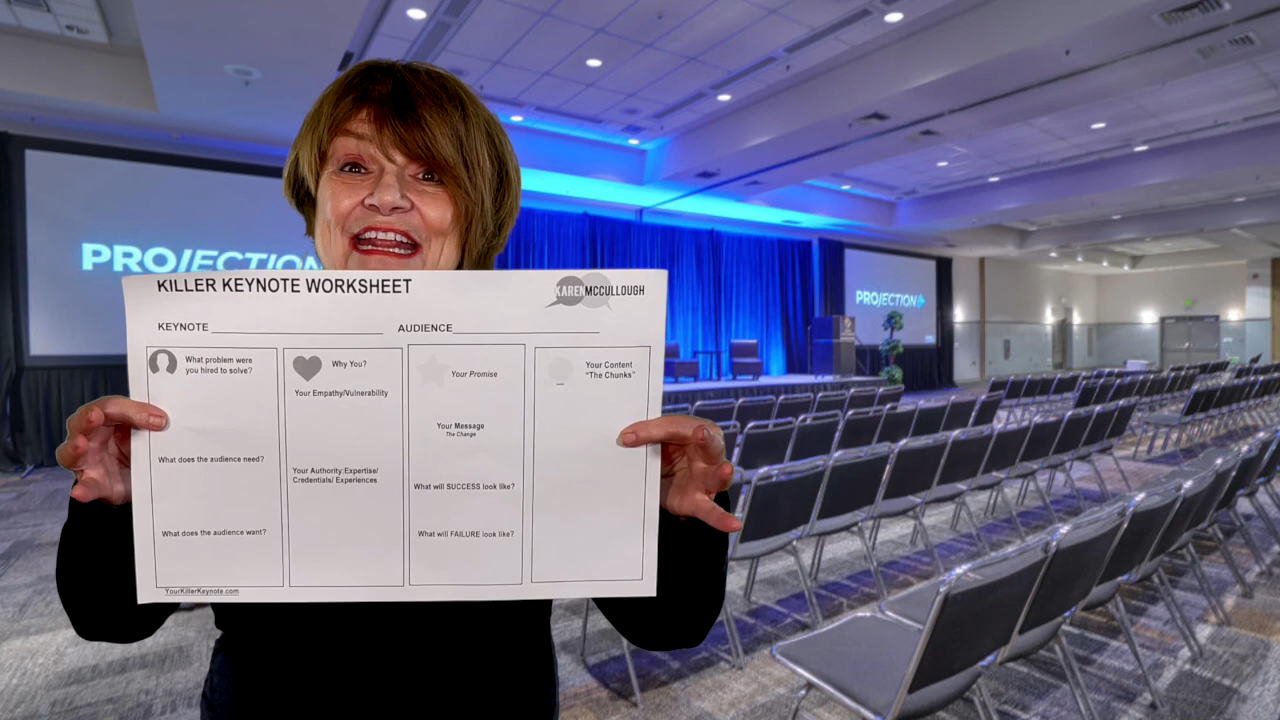 PROJECTION
KILLER KEYNOTE WORKSHEET
KARENMCCULLOUGH
KEYNOTE
AUDIENCE
What problem were
you hired to solve?
What does the audience need?
What does the audience want?
Why You?
Your Empathy/Vulnerability
Your Authority:Expertise/
Credentials/ Experiences
Your Promise
Your Message
The Change
What will SUCCESS look like?
What will FAILURE look like?
Your Content
“The Chunks”
YourKillerKeynote.com
PROJECTION